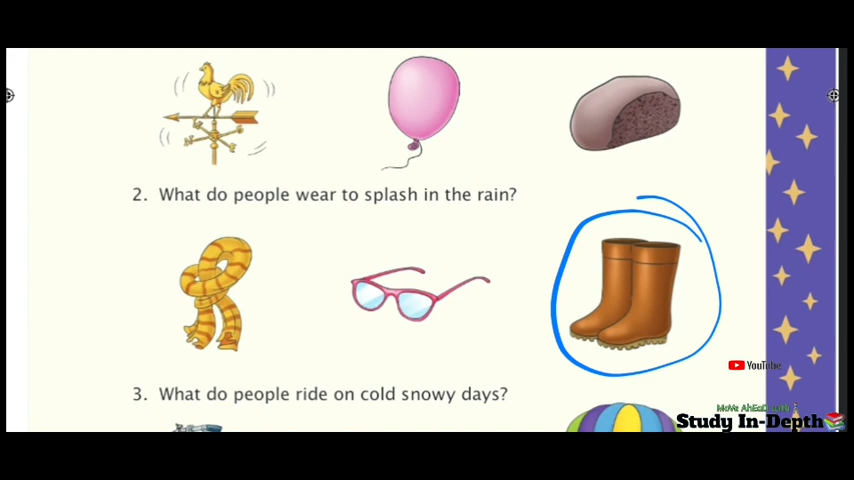 2. What do people wear to splash in the rain?
YouTube
3. What do people ride on cold snowy days?
Study In-Depth